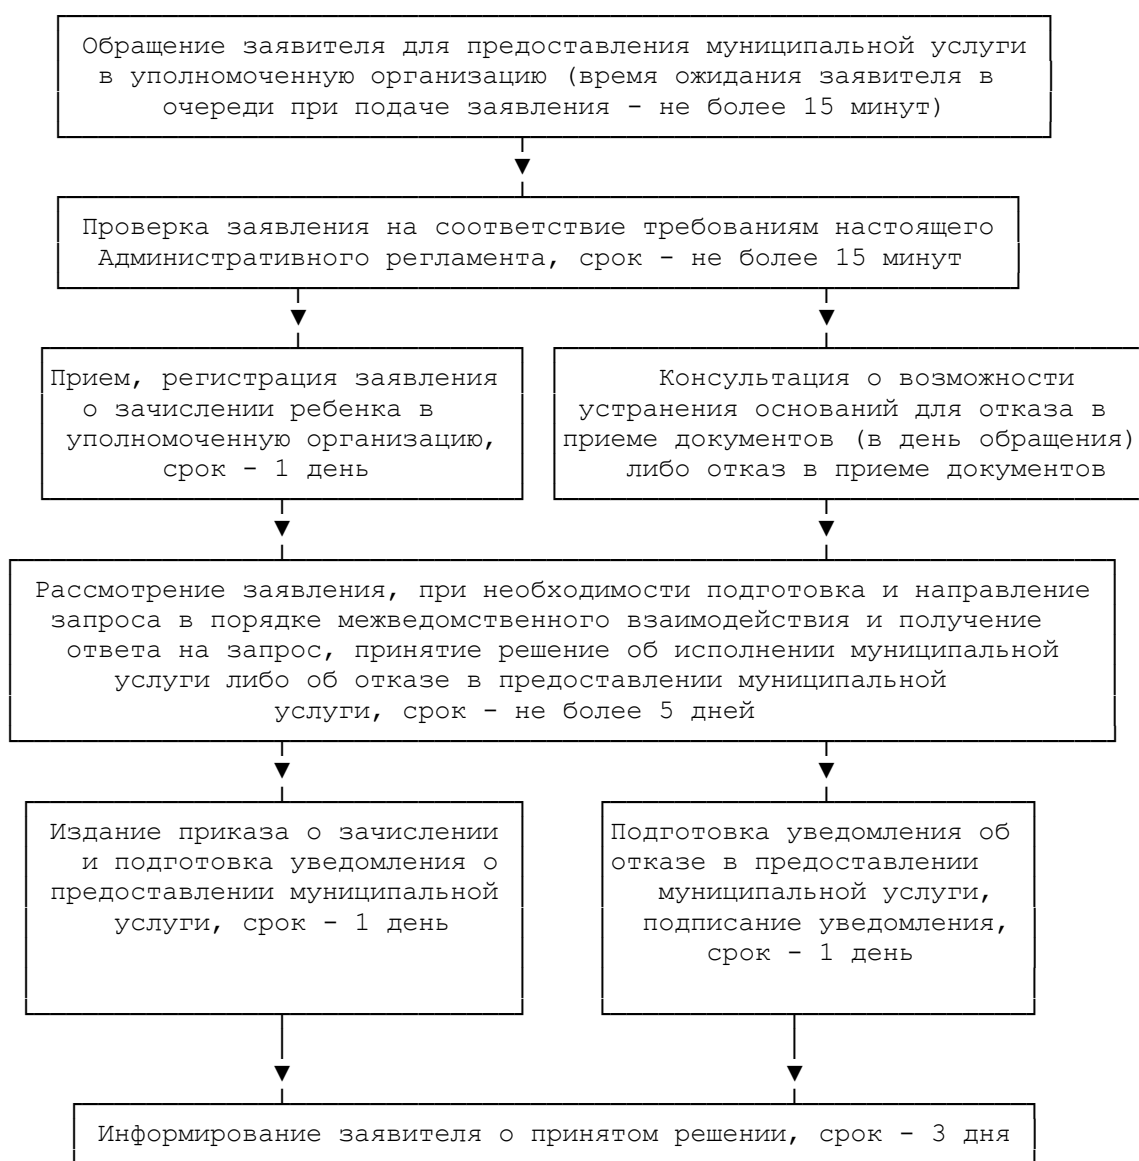 Обращение заявителя для предоставления муниципальной услуги
в уполномоченную организацию (время ожидания заявителя в
очереди при подаче заявления - не более 15 минут)
Проверка заявления на соответствие требованиям настоящего
Административного регламента, срок - не более 15 минут
Прием, регистрация заявления
о зачислении ребенка в
уполномоченную организацию,
срок - 1 день
Консультация о возможности
устранения оснований для отказа в
приеме документов (в день обращения)
либо отказ в приеме документов
Рассмотрение заявления, при необходимости подготовка и направление
запроса в порядке межведомственного взаимодействия и получение
ответа на запрос, принятие решение об исполнении муниципальной
услуги либо об отказе в предоставлении муниципальной
услуги, срок - не более 5 дней
Издание приказа о зачислении
и подготовка уведомления о
предоставлении муниципальной
услуги, срок - 1 день
Подготовка уведомления об
отказе в предоставлении
муниципальной услуги,
подписание уведомления,
срок - 1 день
Информирование заявителя о принятом решении, срок - 3 дня